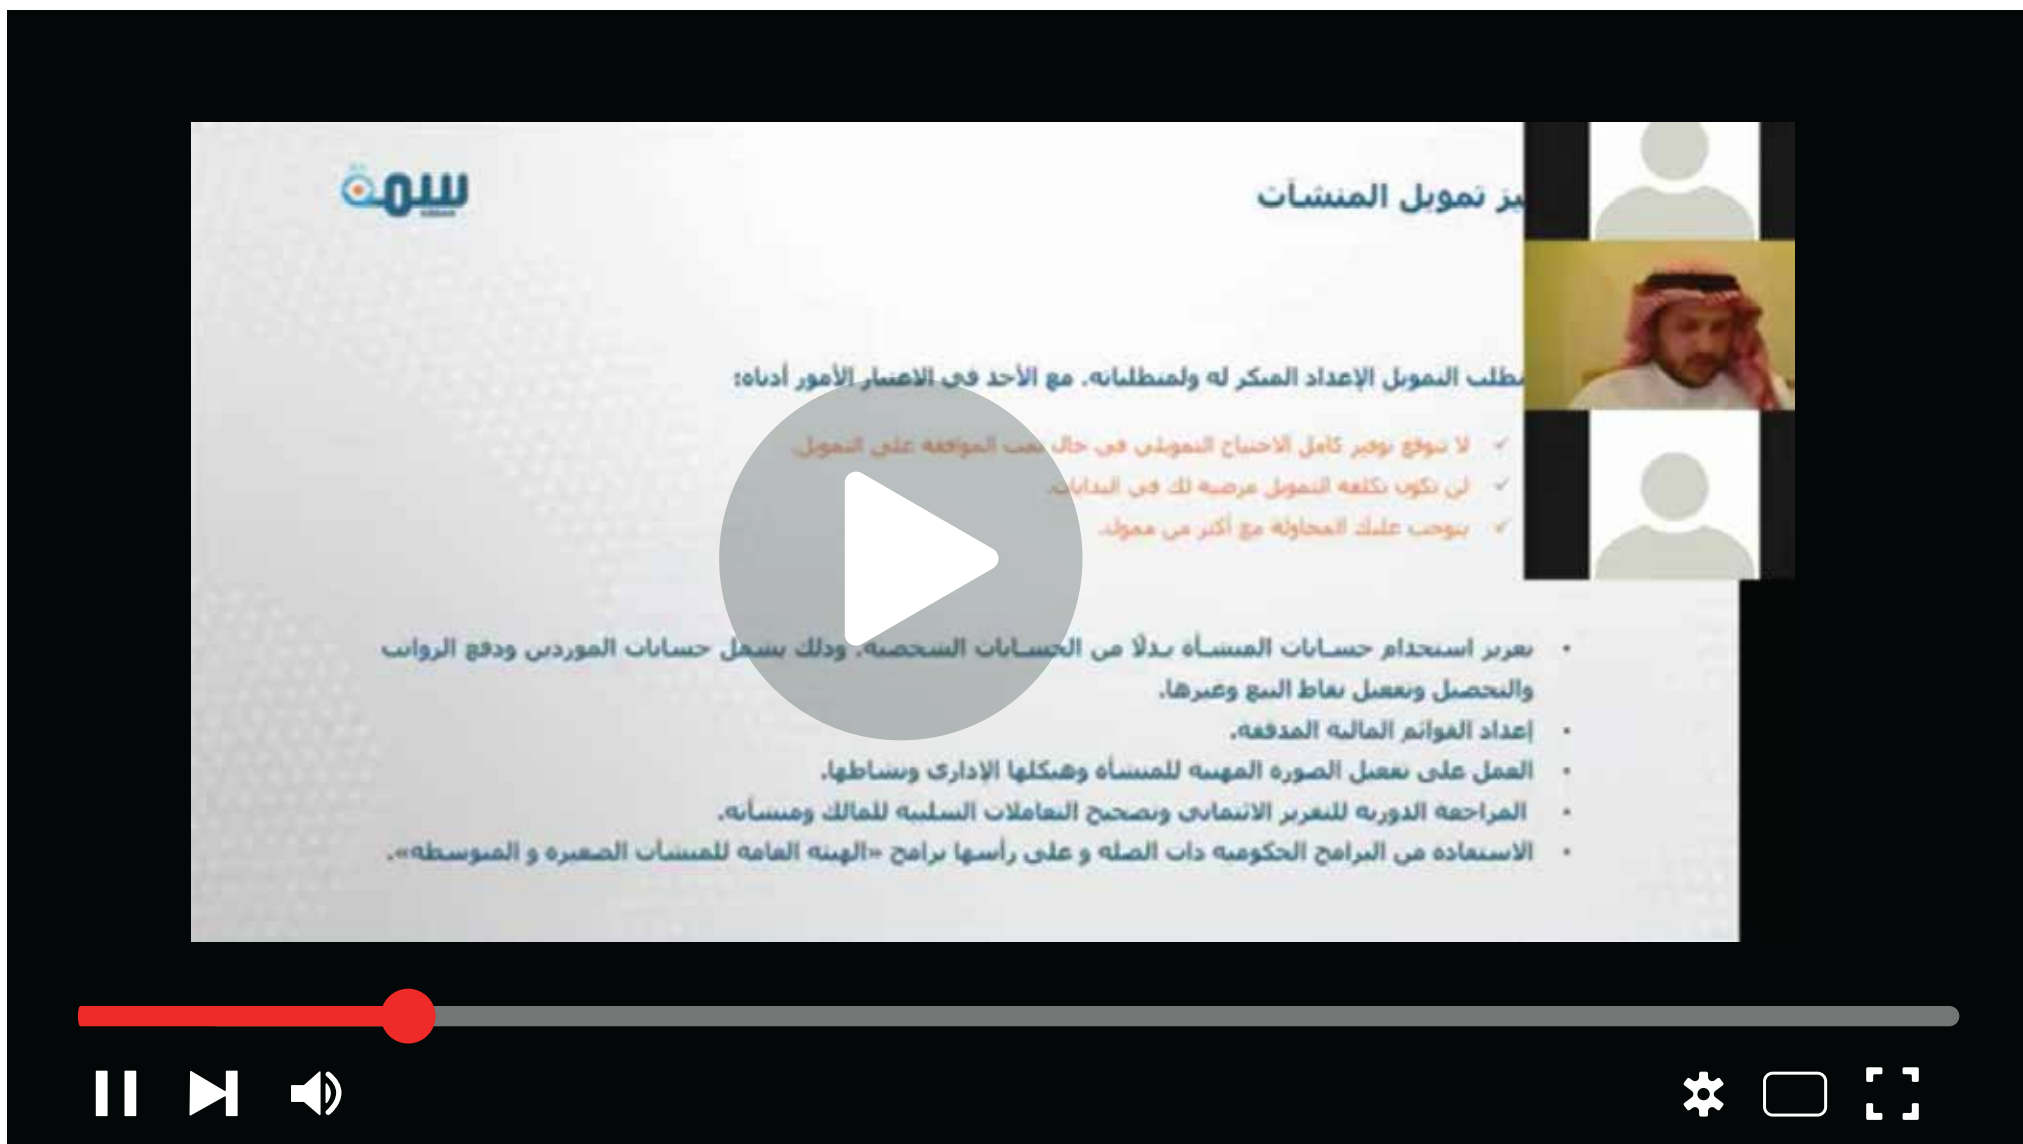 سمة
يز تمويل المنشآت
يتطلب التمويل الإعداد المبكر له ولمتطلباته. مع الأخذ في الاعتبار الأمور أدناه:
✓ لا تتوقع توفير كامل الاحتياج التمويلي في حال تمت الموافقة على التمويل.
✓ لن تكون تكلفة التمويل مرضية لك في البدايات.
✓ يتوجب عليك المحاولة مع أكثر من ممول.
• تعزيز استخدام حسابات المنشأة بدلًا من الحسابات الشخصية. وذلك يشمل حسابات الموردين ودفع الرواتب
والتحصيل وتفعيل نقاط البيع وغيرها.
• إعداد القوائم المالية المدققة.
• العمل على تفعيل الصورة المهنية للمنشأة وهيكلها الإداري ونشاطها.
• المراجعة الدورية للتقرير الائتماني وتصحيح التعاملات السلبية للمالك ومنشأته.
• الاستفادة من البرامج الحكومية ذات الصلة و على رأسها برامج «الهيئة العامة للمنشآت الصغيرة و المتوسطة».